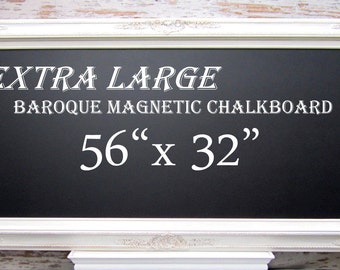 EXTRA LARGE
BAROQUE MAGNETIC CHALKBOARD
56“x 32”